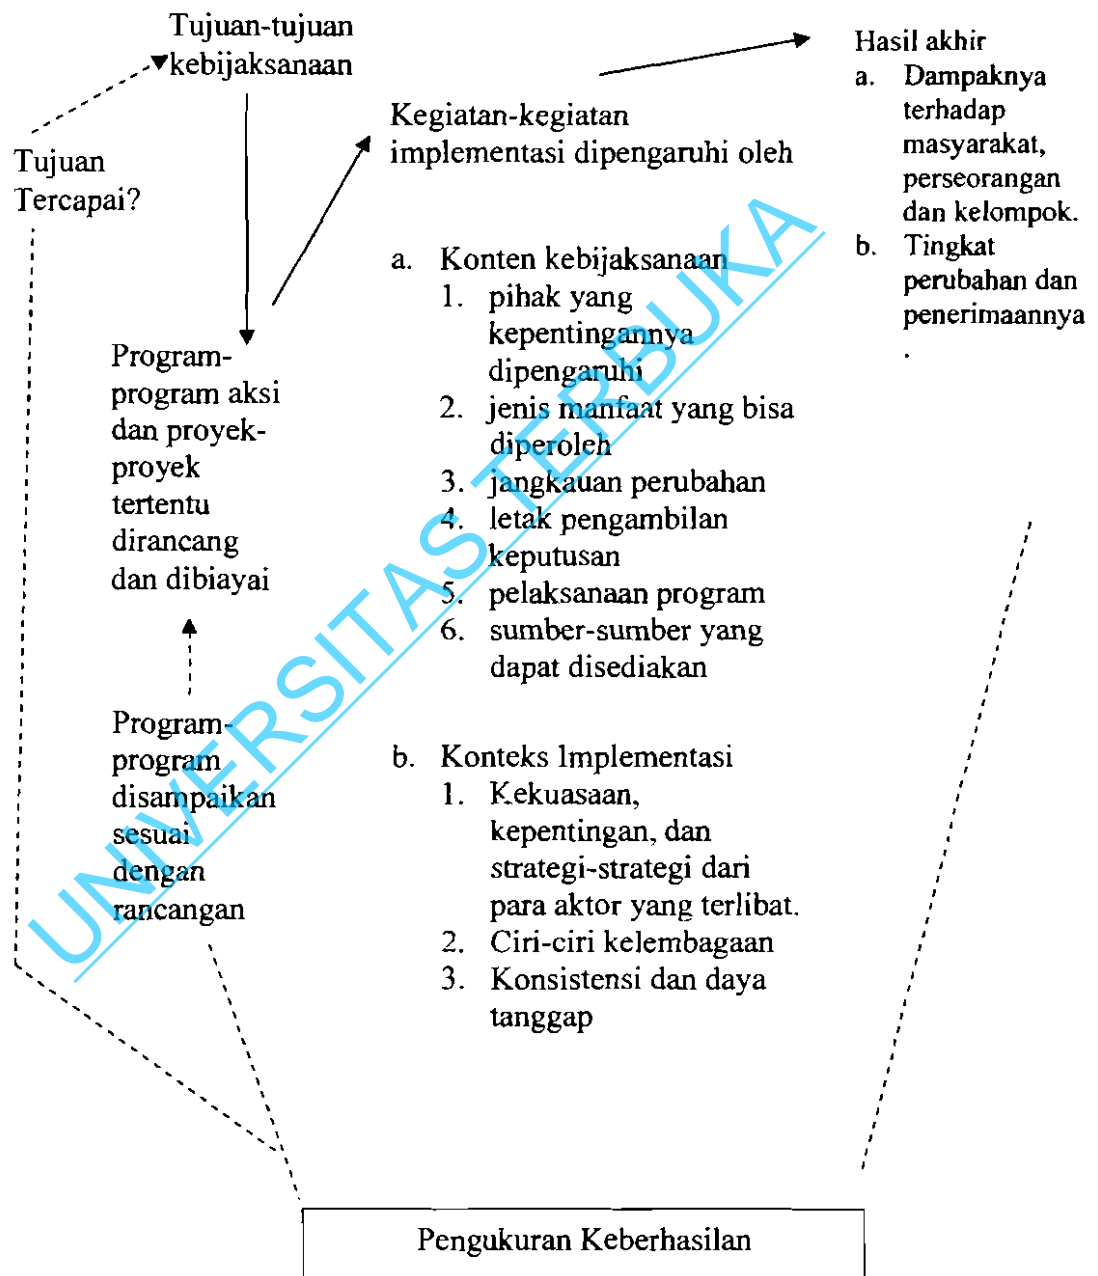 Tujuan-tujuan
kebijaksanaan
Tujuan
Tercapai?
Program-
program aksi
dan proyek-
proyek
tertentu
dirancang
dan dibiayai
Program-
program
disampaikan
sesuai
dengan
rancangan
Kegiatan-kegiatan
implementasi dipengaruhi oleh
a. Konten kebijaksanaan
1. pihak yang
kepentingannya
dipengaruhi
2. jenis manfaat yang bisa
diperoleh
3. jangkauan perubahan
4. letak pengambilan
keputusan
5. pelaksanaan program
6. sumber-sumber yang
dapat disediakan
b. Konteks Implementasi
1. Kekuasaan,
kepentingan, dan
strategi-strategi dari
para aktor yang terlibat.
2. Ciri-ciri kelembagaan
3. Konsistensi dan daya
tanggap
Hasil akhir
a. Dampaknya
terhadap
masyarakat,
perseorangan
dan kelompok.
b. Tingkat
perubahan dan
penerimaannya
.
Pengukuran Keberhasilan
UNIVERSITAS TERBUKA